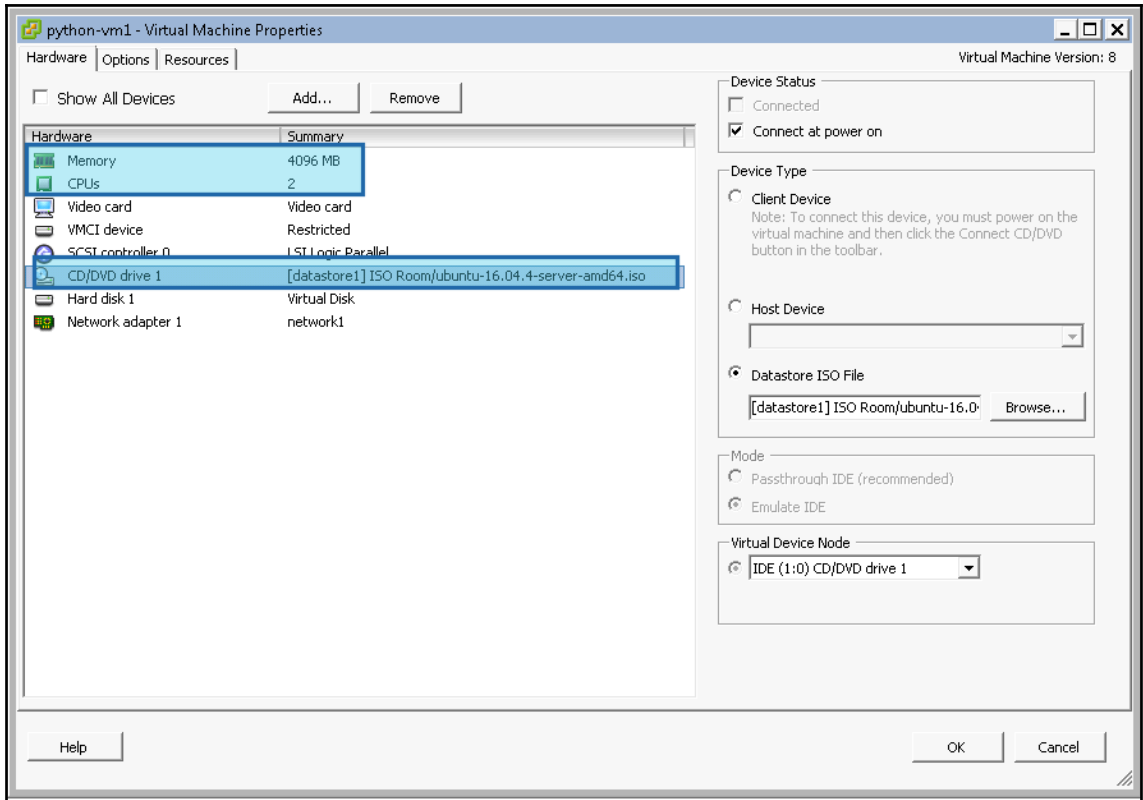 python-vm1 - Virtual Machine Properties
Hardware Options Resources
Virtual Machine Version: 8
Show All Devices
Add... Remove
Hardware Summary
Memory 4096 MB
CPUs 2
Video card Video card
VMCI device Restricted
SCSI controller 0 LSI Logic Parallel
CD/DVD drive 1 [datastore1] ISO Room/ubuntu-16.04.4-server-amd64.iso
Hard disk 1 Virtual Disk
Network adapter 1 network1
Device Status
Connected
Connect at power on
Device Type
Client Device
Note: To connect this device, you must power on the
virtual machine and then click the Connect CD/DVD
button in the toolbar.
Host Device
Datastore ISO File
[datastore1] ISO Room/ubuntu-16.0 Browse...
Mode
Passthrough IDE (recommended)
Emulate IDE
Virtual Device Node
IDE (1:0) CD/DVD drive 1
Help
OK Cancel